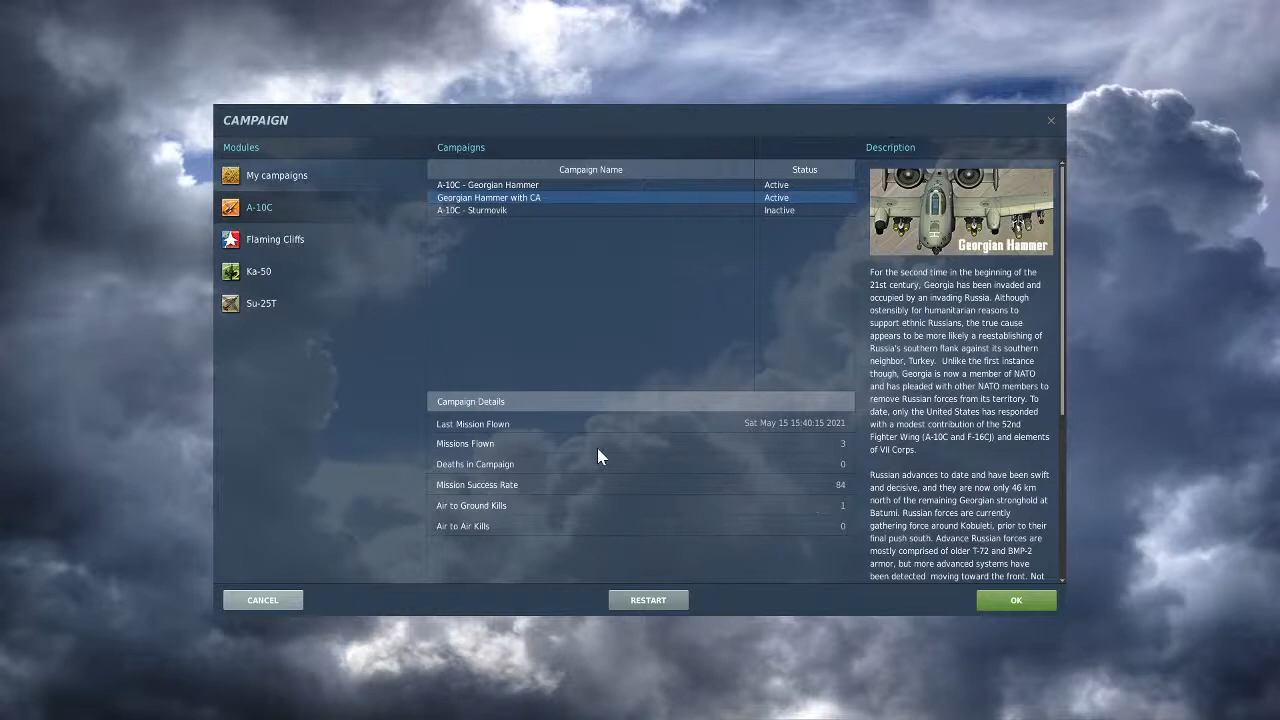 CAMPAIGN
Modules
My campaigns
A-10C
Flaming Cliffs
Ka-50
Su-25T
Campaigns
Campaign Name Status
A-10C - Georgian Hammer Active
Georgian Hammer with CA Active
A-10C - Sturmovik Inactive
Campaign Details
Last Mission Flown Sat May 15 15:40:15 2021
Missions Flown 3
Deaths in Campaign 0
Mission Success Rate 84
Air to Ground Kills 1
Air to Air Kills 0
Description
Georgian Hammer
For the second time in the beginning of the
21st century, Georgia has been invaded and
occupied by an invading Russia. Although
ostensibly for humanitarian reasons to
support ethnic Russians, the true cause
appears to be more likely a reestablishing of
Russia's southern flank against its southern
neighbor, Turkey.  Unlike the first instance
though, Georgia is now a member of NATO
and has pleaded with other NATO members to
remove Russian forces from its territory. To
date, only the United States has responded
with a modest contribution of the 52nd
Fighter Wing (A-10C and F-16CJ) and elements
of VII Corps.
Russian advances to date and have been swift
and decisive, and they are now only 46 km
north of the remaining Georgian stronghold at
Batumi. Russian forces are currently
gathering force around Kobuleti, prior to their
final push south. Advance Russian forces are
mostly comprised of older T-72 and BMP-2
armor, but more advanced systems have
been detected  moving toward the front. Not
CANCEL
RESTART
OK